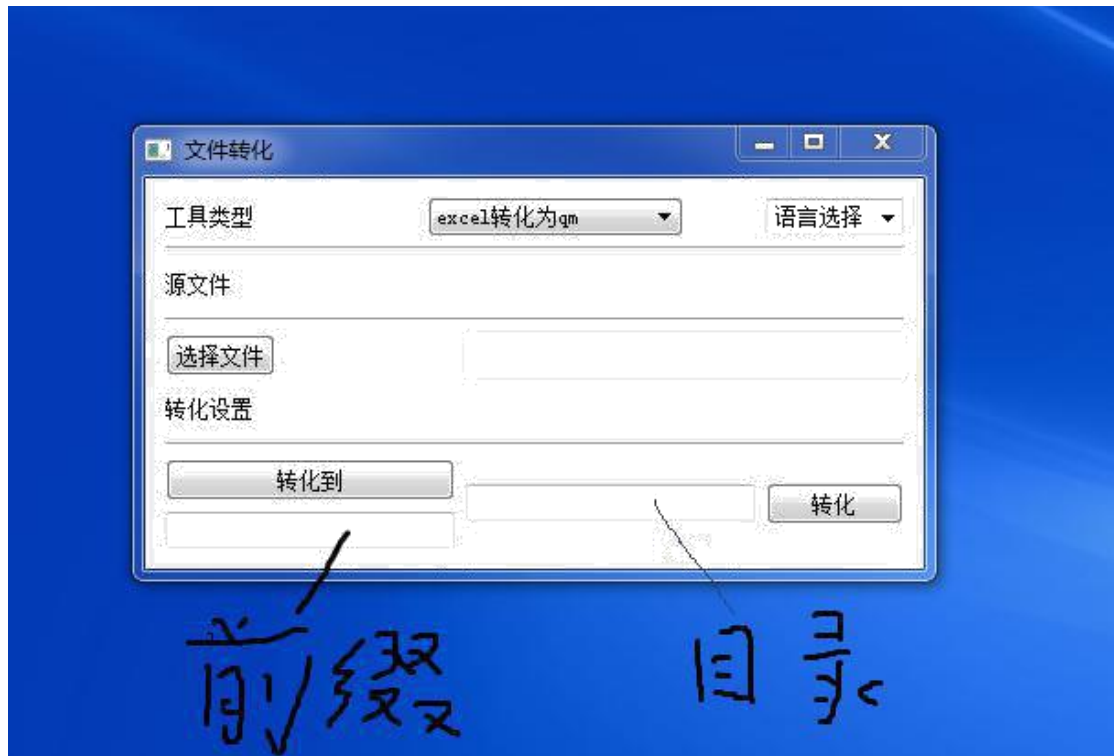 文件转化
工具类型 excel转化为qm 语言选择
源文件
选择文件
转化设置
转化到
转化
前缀 目录